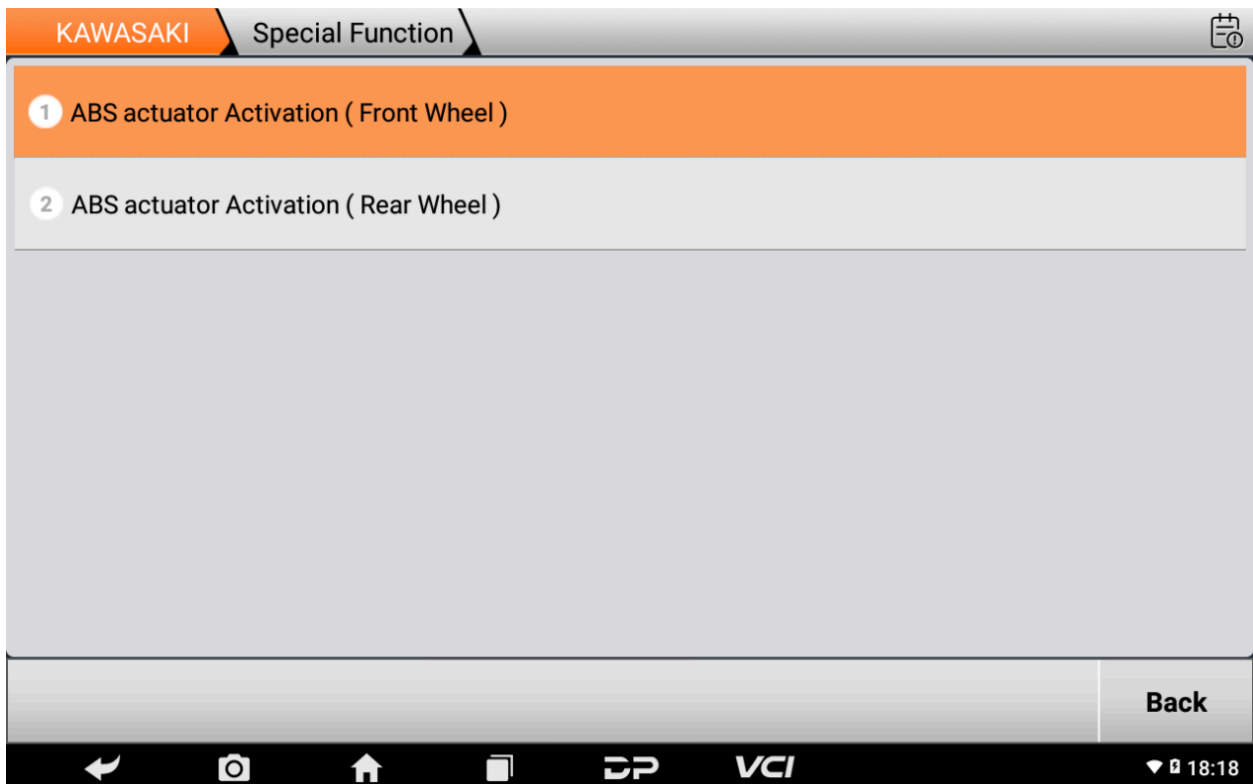 KAWASAKI
Special Function
1 ABS actuator Activation ( Front Wheel )
2 ABS actuator Activation ( Rear Wheel )
Back
DP VCI 18:18